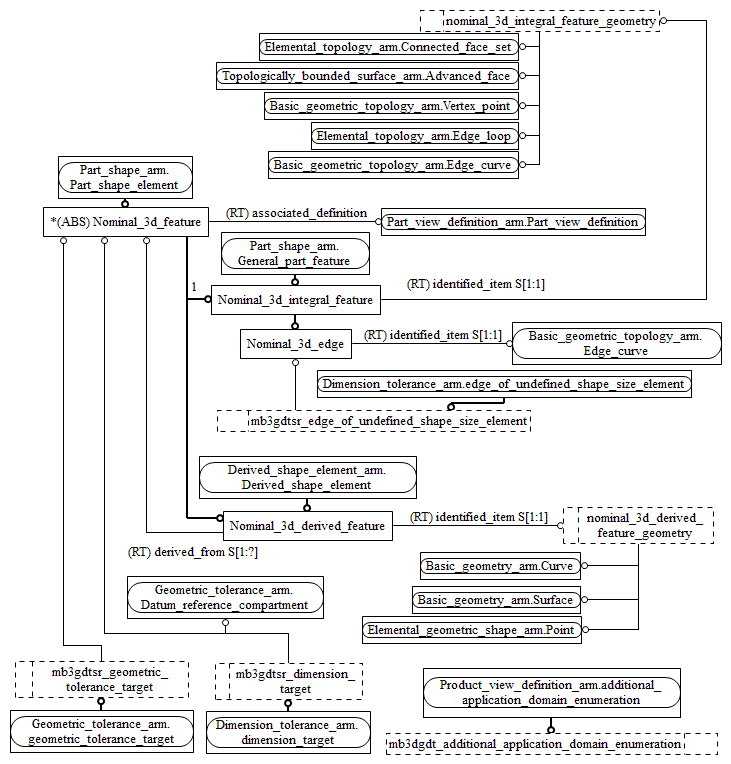 nominal_3d_integral_feature_geometry
Elemental_topology_arm.Connected_face_set
Topologically_bounded_surface_arm.Advanced_face
Basic_geometric_topology_arm.Vertex_point
Elemental_topology_arm.Edge_loop
Basic_geometric_topology_arm.Edge_curve
Part_shape_arm.
Part_shape_element
*(ABS) Nominal_3d_feature
(RT) associated_definition
Part_view_definition_arm.Part_view_definition
Part_shape_arm.
General_part_feature
1
Nominal_3d_integral_feature
(RT) identified_item S[1:1]
Nominal_3d_edge
(RT) identified_item S[1:1]
Basic_geometric_topology_arm.
Edge_curve
Dimension_tolerance_arm.edge_of_undefined_shape_size_element
mb3gdtsr_edge_of_undefined_shape_size_element
Derived_shape_element_arm.
Derived_shape_element
Nominal_3d_derived_feature
(RT) identified_item S[1:1]
nominal_3d_derived_
feature_geometry
(RT) derived_from S[1:?]
Basic_geometry_arm.Curve
Basic_geometry_arm.Surface
Elemental_geometric_shape_arm.Point
Geometric_tolerance_arm.
Datum_reference_compartment
mb3gdtsr_geometric_
tolerance_target
mb3gdtsr_dimension_
target
Geometric_tolerance_arm.
geometric_tolerance_target
Dimension_tolerance_arm.
dimension_target
Product_view_definition_arm.additional_
application_domain_enumeration
mb3dgdt_additional_application_domain_enumeration